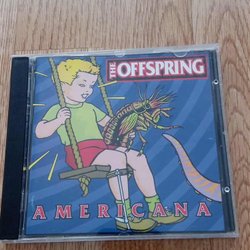 THE OFFSPRING
AMERICANA